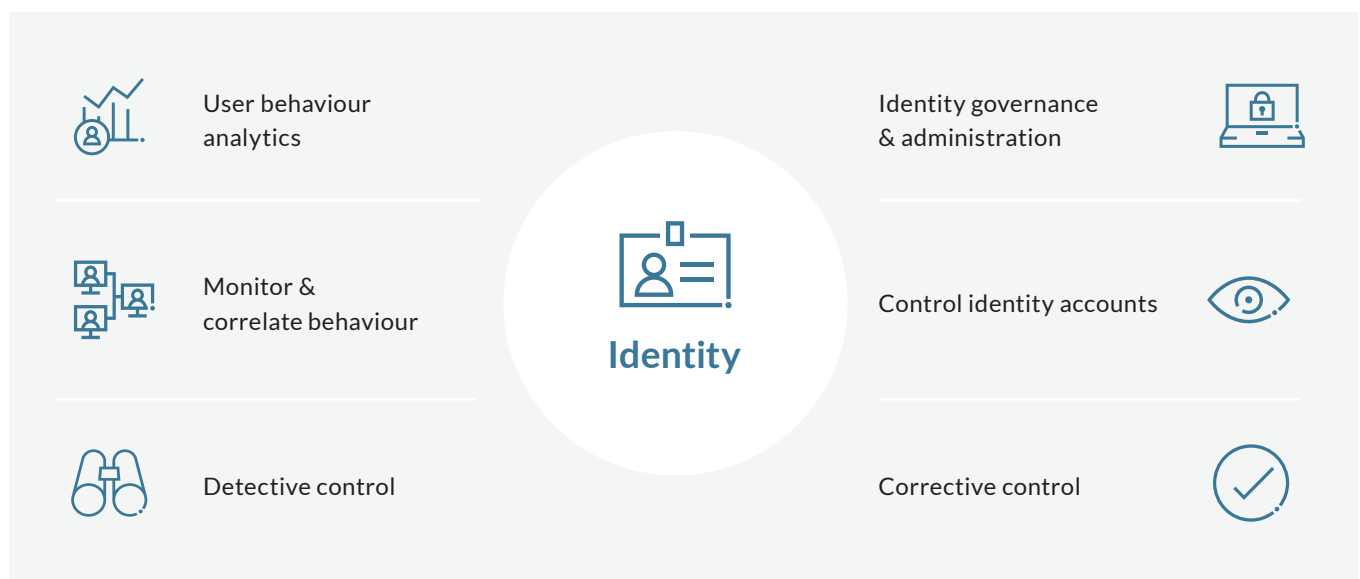 User behaviour
analytics
Monitor &
correlate behaviour
Detective control
Identity
Identity governance
& administration
Control identity accounts
Corrective control